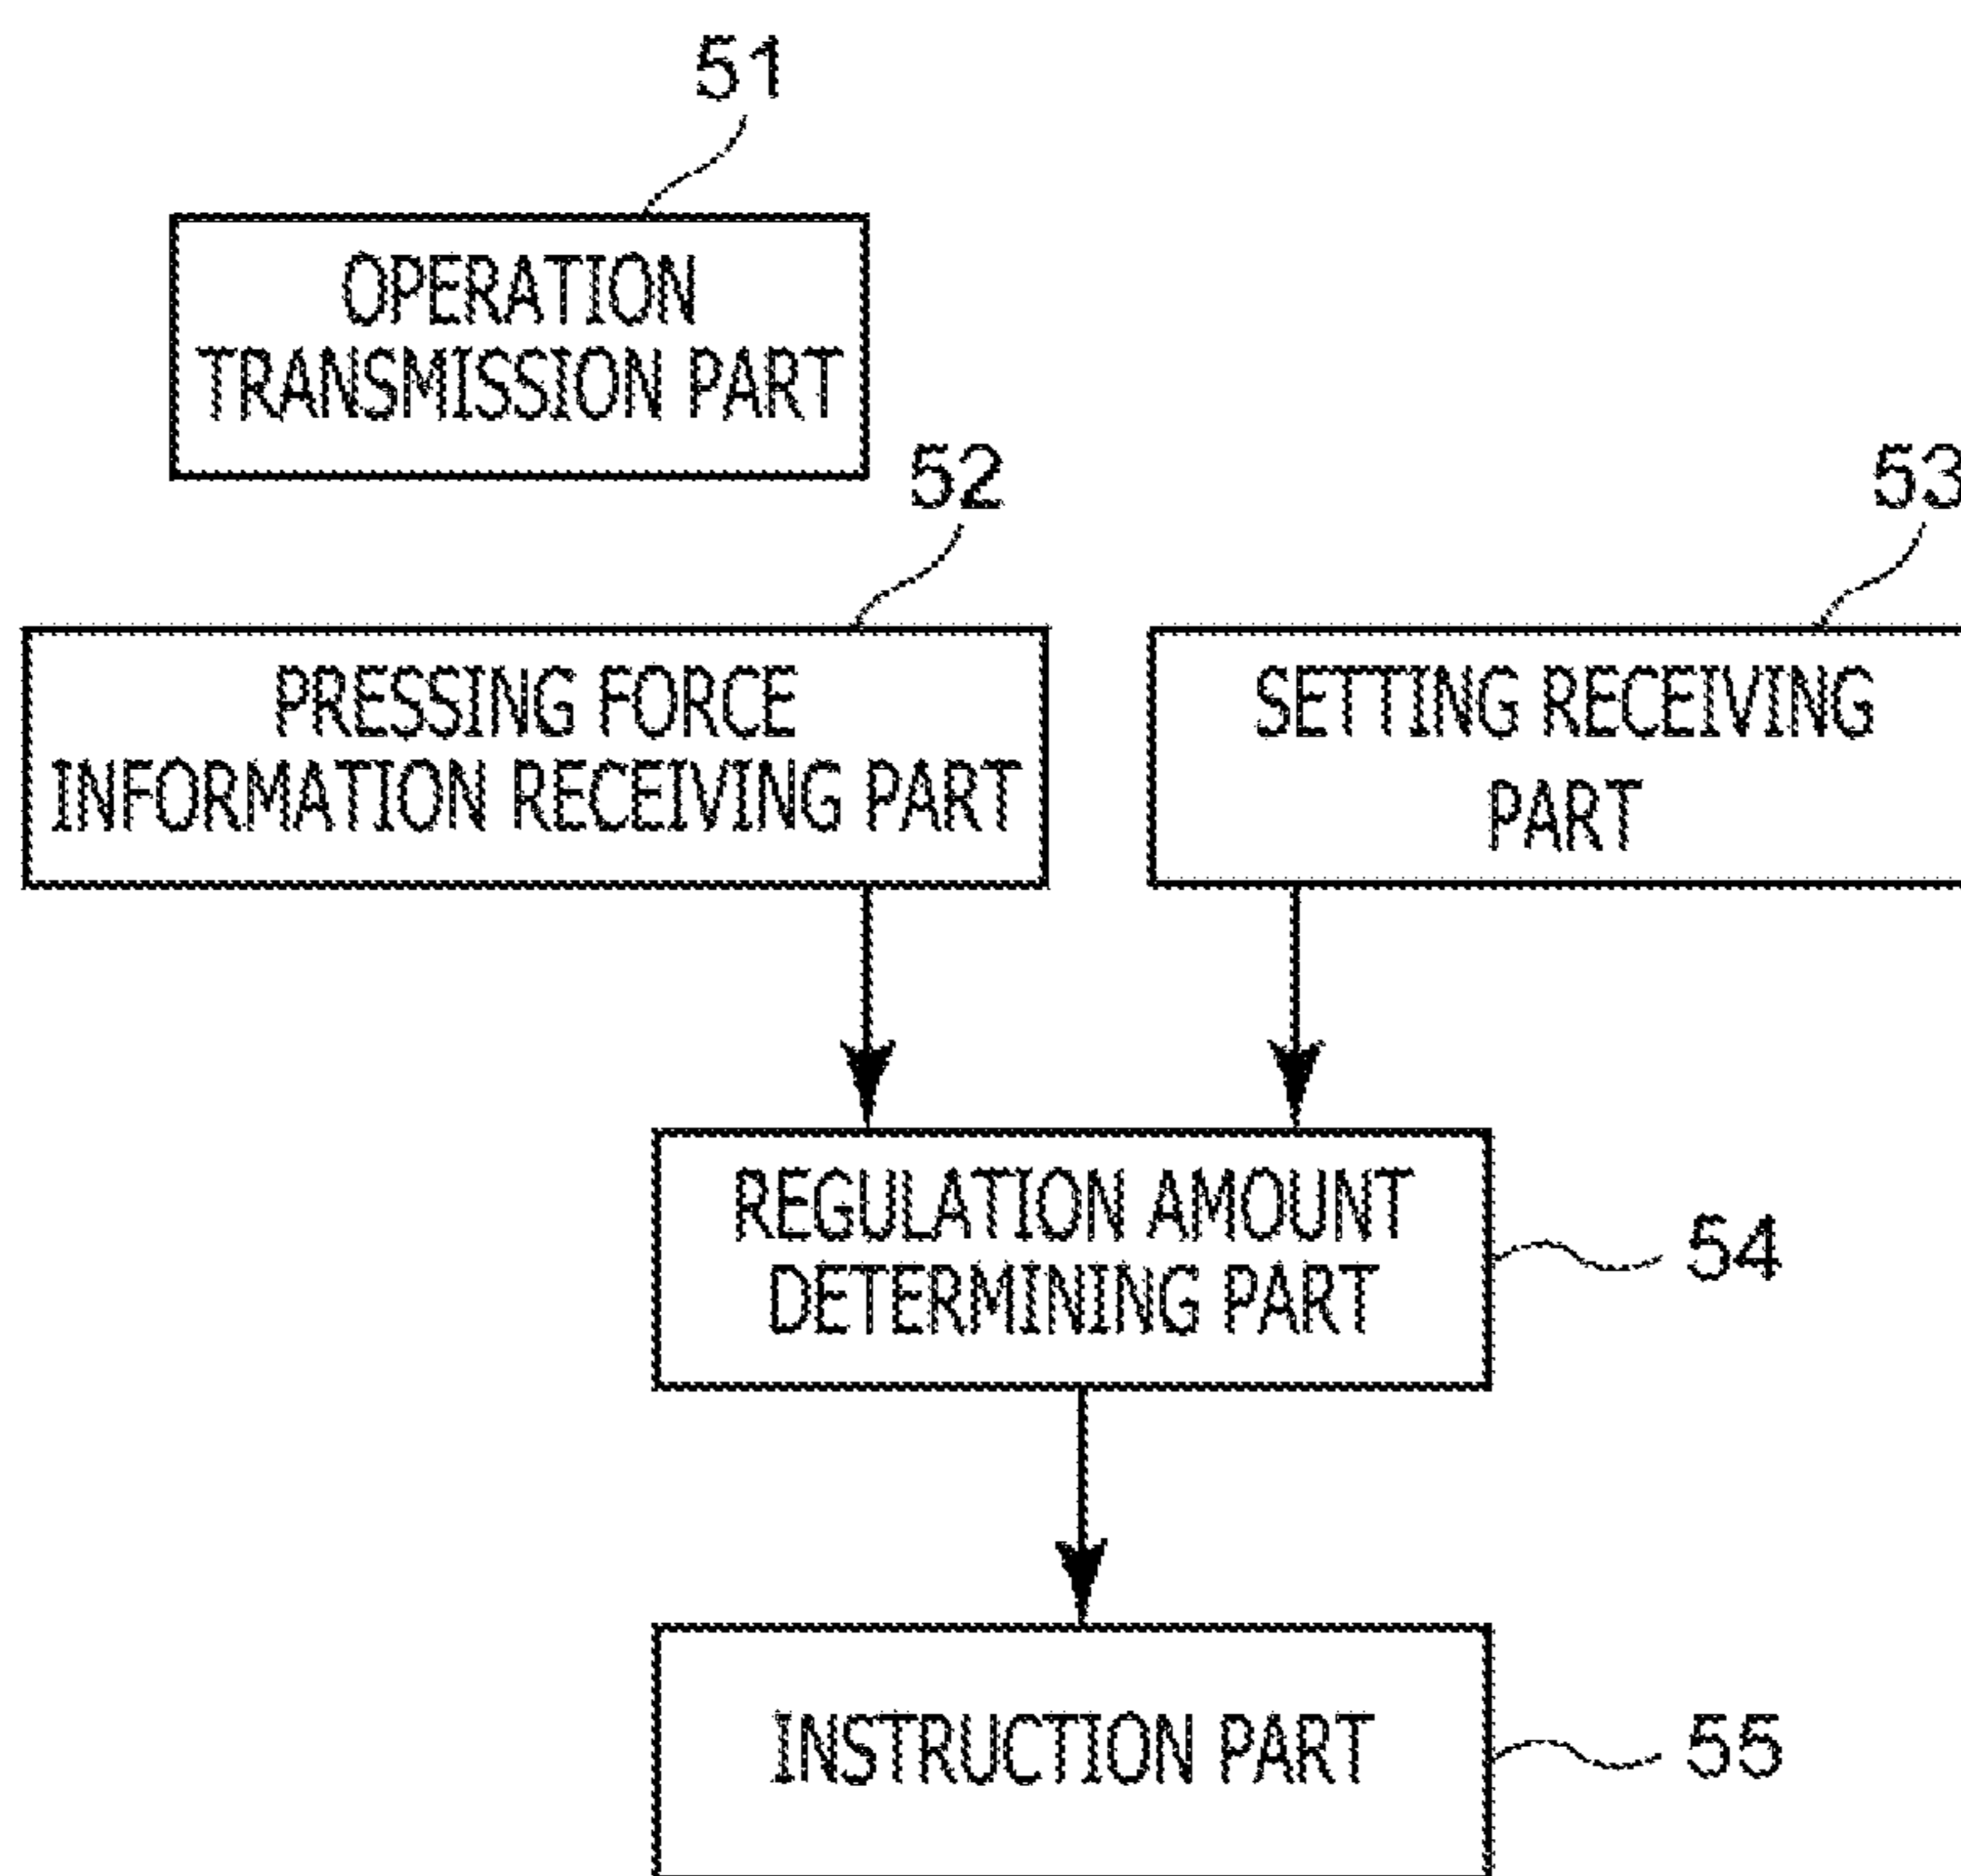 51
OPERATION
TRANSMISSION PART
52
53
PRESSING FORCE
INFORMATION RECEIVING PART
SETTING RECEIVING
PART
REGULATION AMOUNT
DETERMINING PART
54
INSTRUCTION PART
55